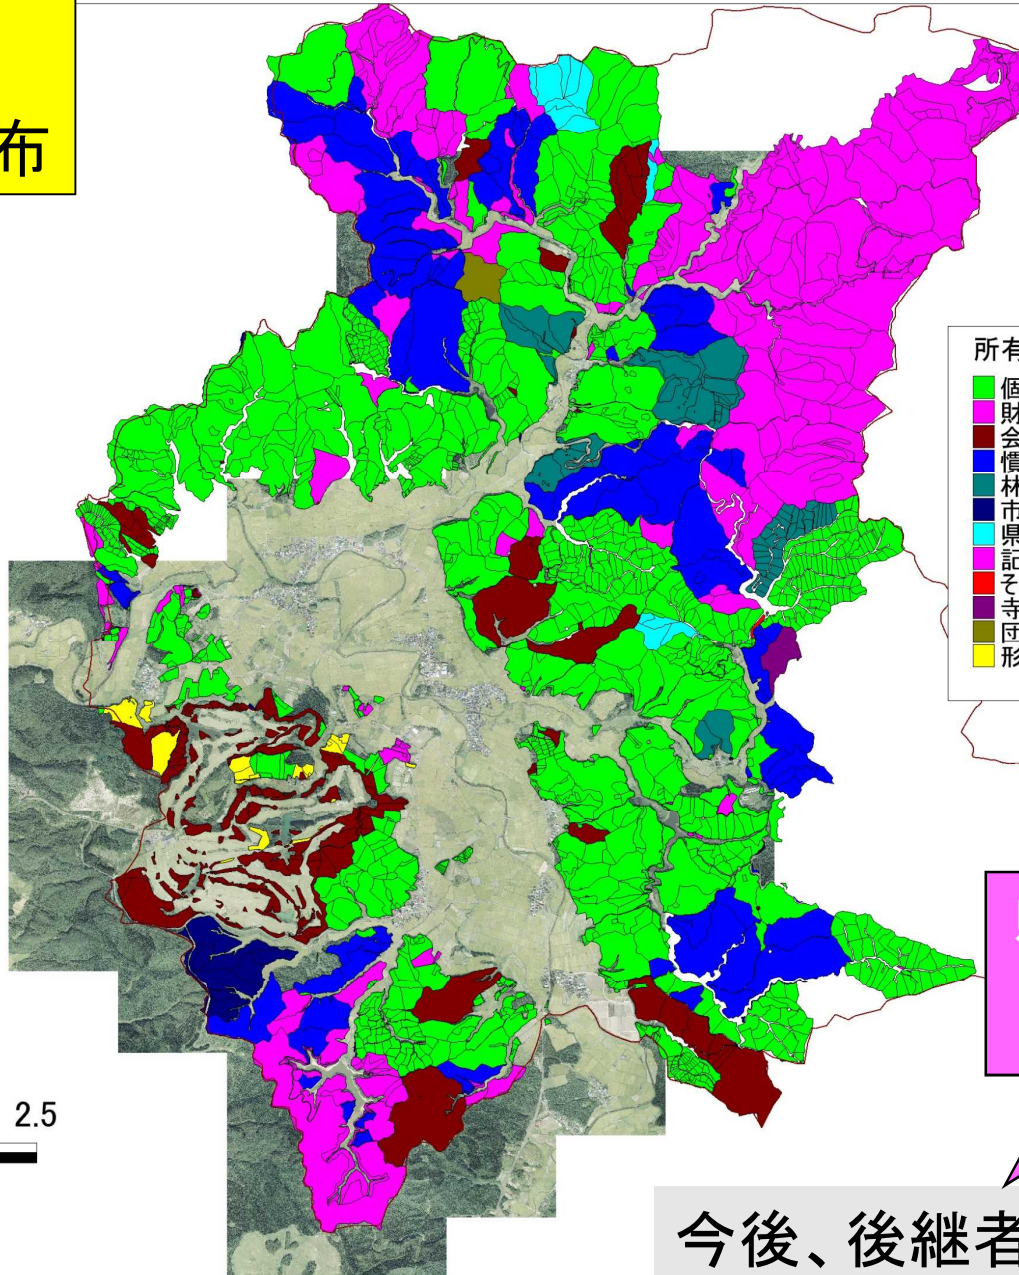 布
所有
個
財
会
慣
林
市
県
記
そ
寺
団
形
2.5
今後、後継者